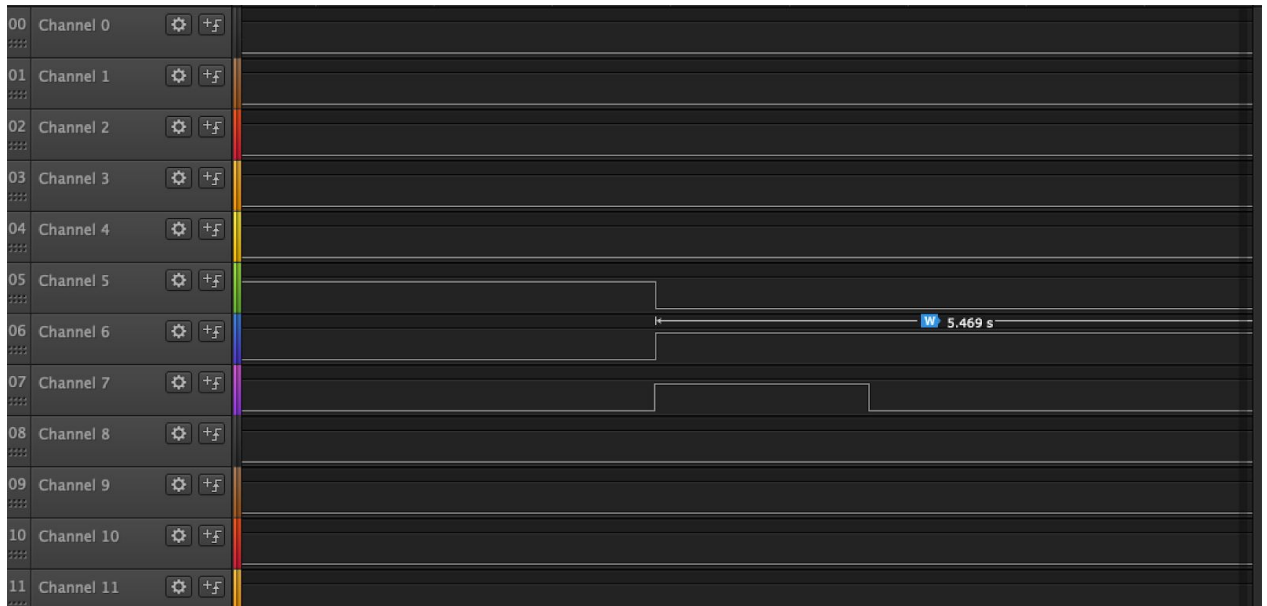 00 Channel 0
01 Channel 1
02 Channel 2
03 Channel 3
04 Channel 4
05 Channel 5
06 Channel 6 W 5.469 s
07 Channel 7
08 Channel 8
09 Channel 9
10 Channel 10
11 Channel 11